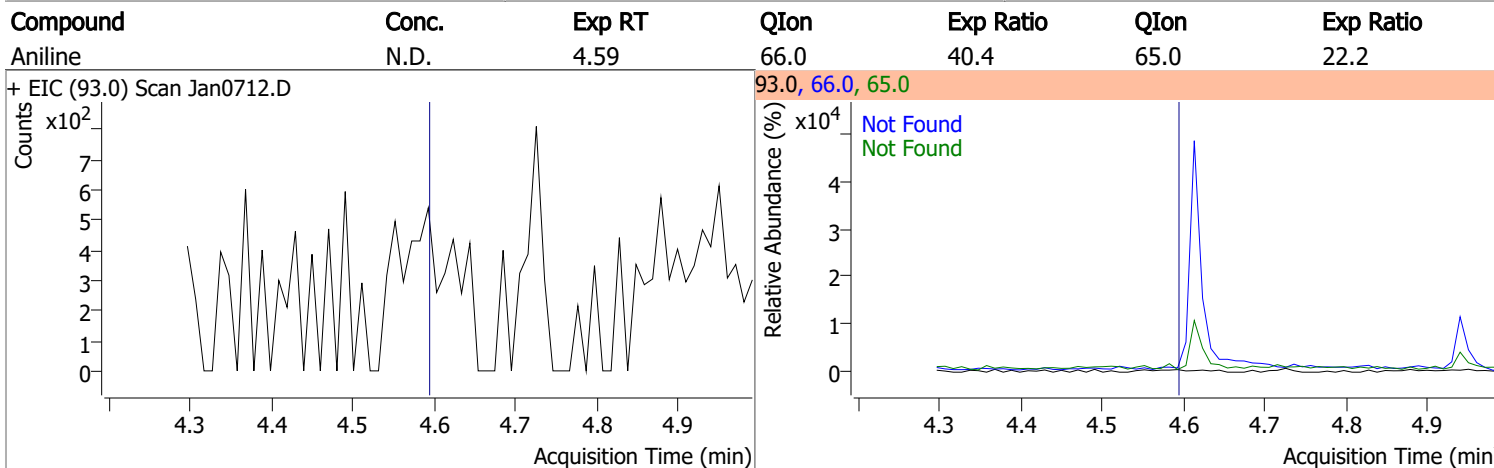 Compound Conc. Exp RT QIon Exp Ratio QIon Exp Ratio
Aniline N.D. 4.59 66.0 40.4 65.0 22.2
+ EIC (93.0) Scan Jan0712.D
Counts
x10²
7
6
5
4
3
2
1
0
4.3 4.4 4.5 4.6 4.7 4.8 4.9
Acquisition Time (min)
93.0, 66.0, 65.0
Relative Abundance (%)
x10⁴
Not Found
Not Found
4
3
2
1
0
4.3 4.4 4.5 4.6 4.7 4.8 4.9
Acquisition Time (min